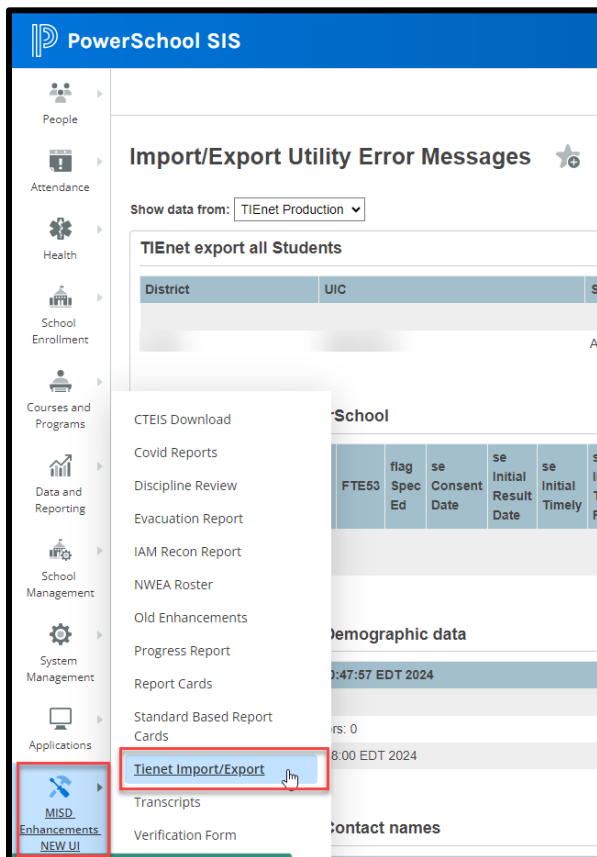 PowerSchool SIS
People
Attendance
Health
School
Enrollment
Courses and
Programs
Data and
Reporting
School
Management
System
Management
Applications
MISD
Enhancements
NEW UI
Import/Export Utility Error Messages
Show data from: TIEnet Production
TIEnet export all Students
District UIC S
A
CTEIS Download
Covid Reports
Discipline Review
Evacuation Report
IAM Recon Report
NWEA Roster
Old Enhancements
Progress Report
Report Cards
Standard Based Report
Cards
Tienet Import/Export
Transcripts
Verification Form
rSchool
FTE53
flag
Spec
Ed
se
Consent
Date
se
Initial
Result
Date
se
Initial
Timely
Demographic data
:47:57 EDT 2024
rs: 0
8:00 EDT 2024
Contact names